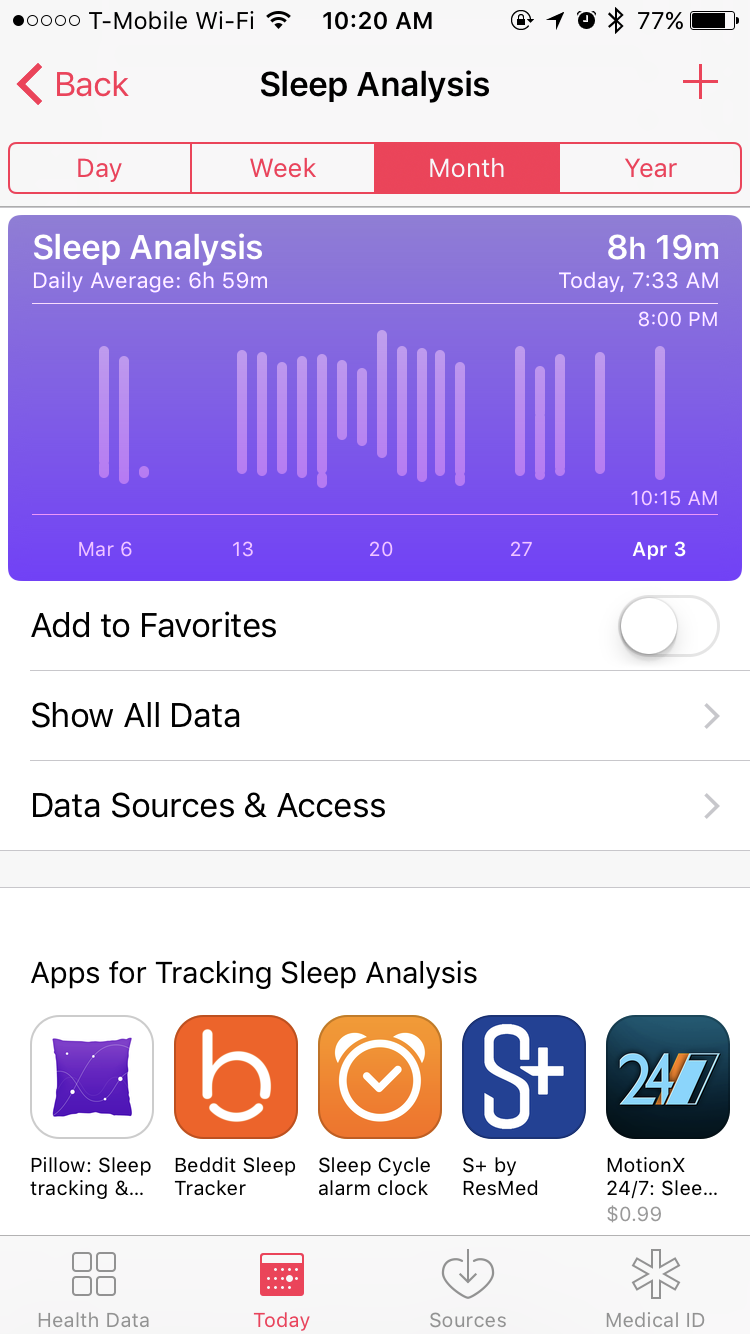 T-Mobile Wi-Fi 10:20 AM 77%
Back Sleep Analysis
Day Week Month Year
Sleep Analysis 8h 19m
Daily Average: 6h 59m Today, 7:33 AM
8:00 PM
10:15 AM
Mar 6 13 20 27 Apr 3
Add to Favorites
Show All Data
Data Sources & Access
Apps for Tracking Sleep Analysis
b S+ 24/7
Pillow: Sleep Beddit Sleep Sleep Cycle S+ by MotionX
tracking &... Tracker alarm clock ResMed 24/7: Slee...
$0.99
Health Data Today Sources Medical ID